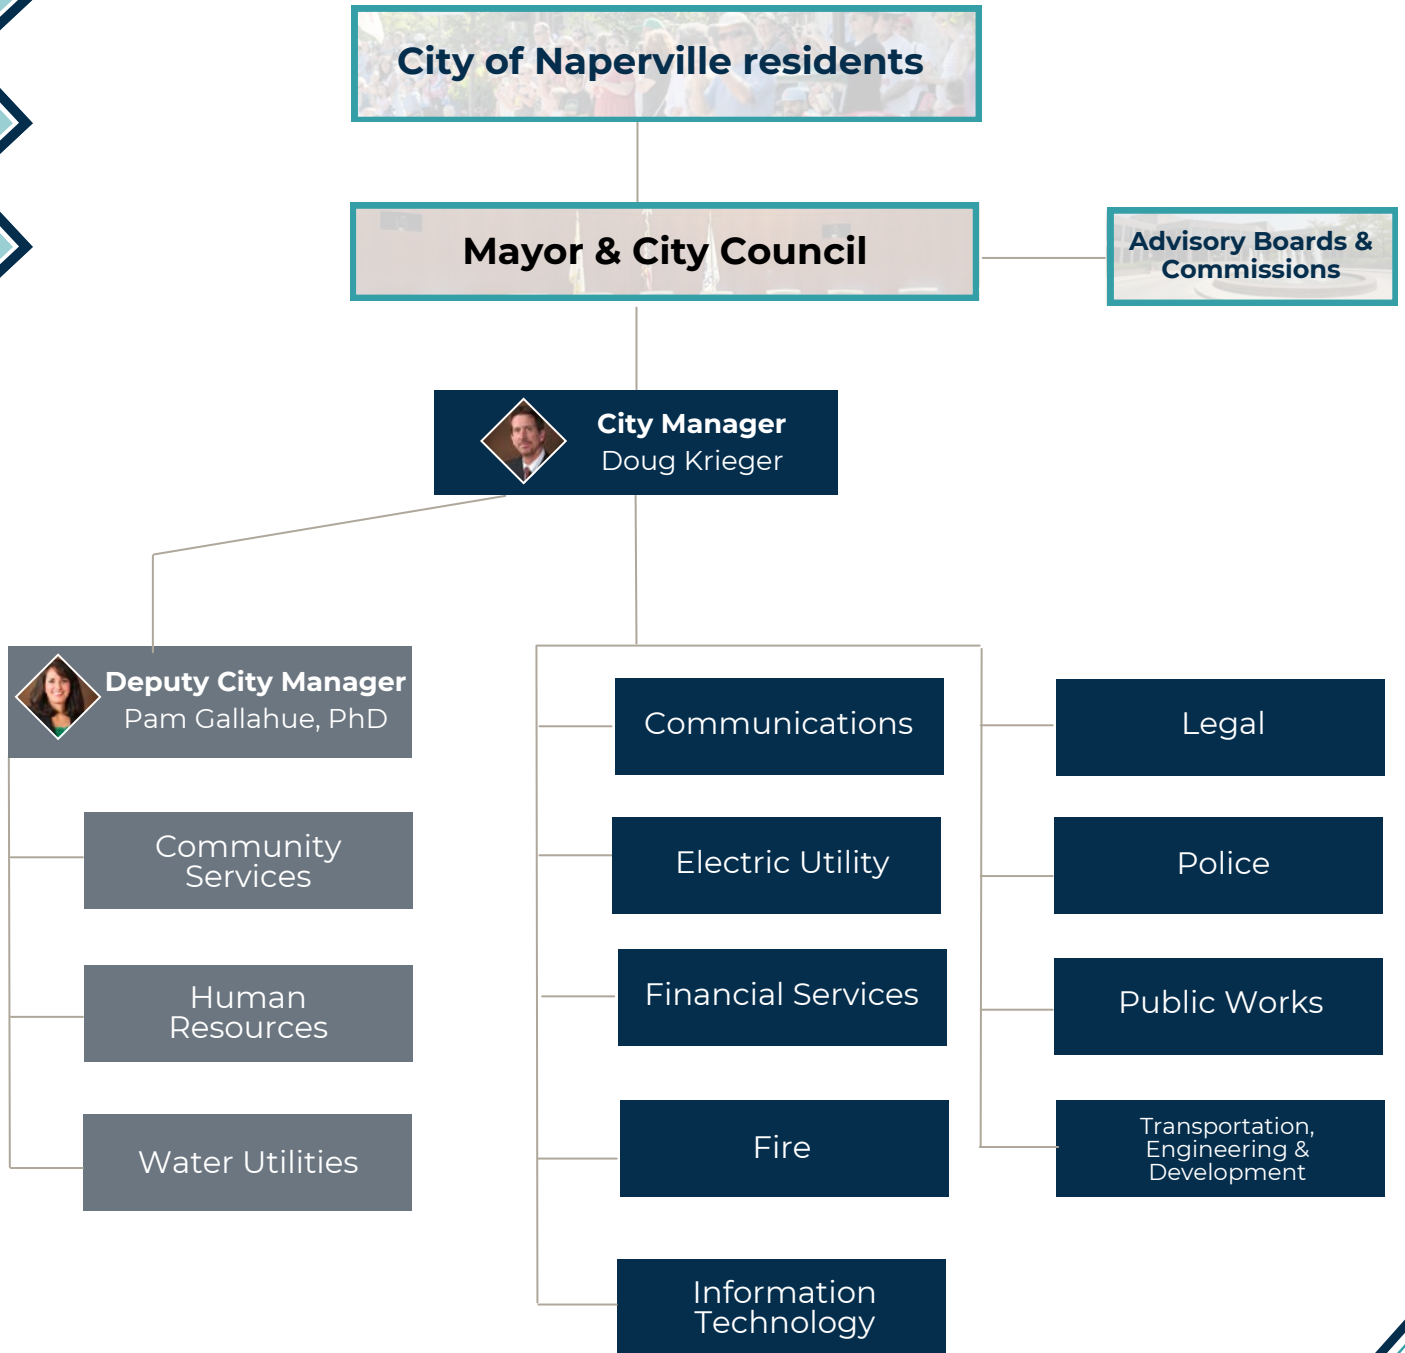 City of Naperville residents
Mayor & City Council
Advisory Boards &
Commissions
City Manager
Doug Krieger
Deputy City Manager
Pam Gallahue, PhD
Community
Services
Human
Resources
Water Utilities
Communications
Electric Utility
Financial Services
Fire
Information
Technology
Legal
Police
Public Works
Transportation,
Engineering &
Development